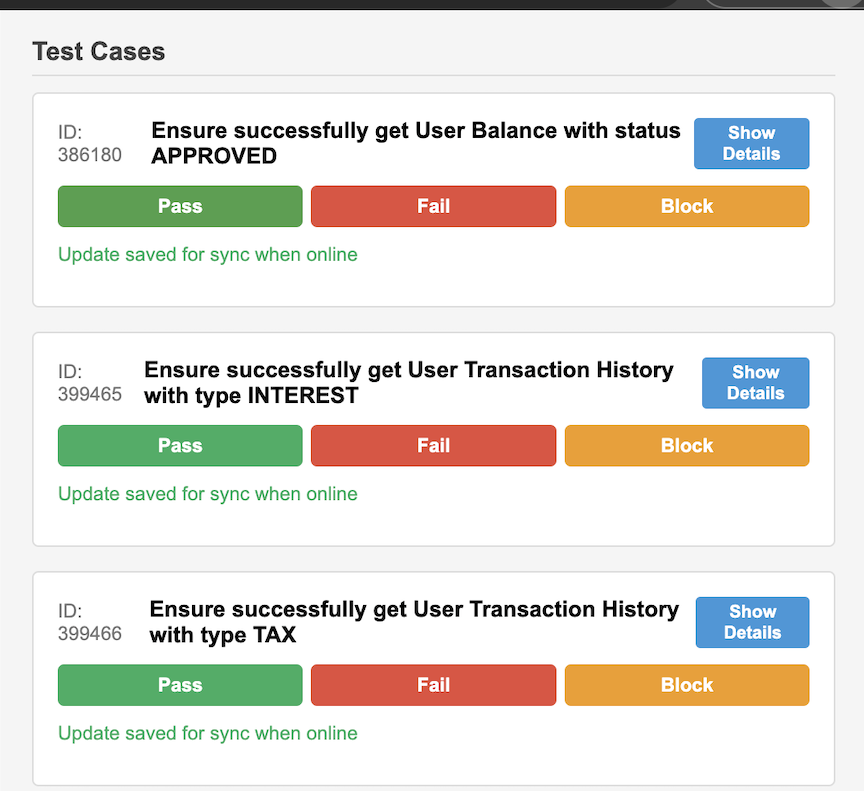 Test Cases
ID:
386180
Ensure successfully get User Balance with status
APPROVED
Show
Details
Pass
Fail
Block
Update saved for sync when online
ID:
399465
Ensure successfully get User Transaction History
with type INTEREST
Show
Details
Pass
Fail
Block
Update saved for sync when online
ID:
399466
Ensure successfully get User Transaction History
with type TAX
Show
Details
Pass
Fail
Block
Update saved for sync when online